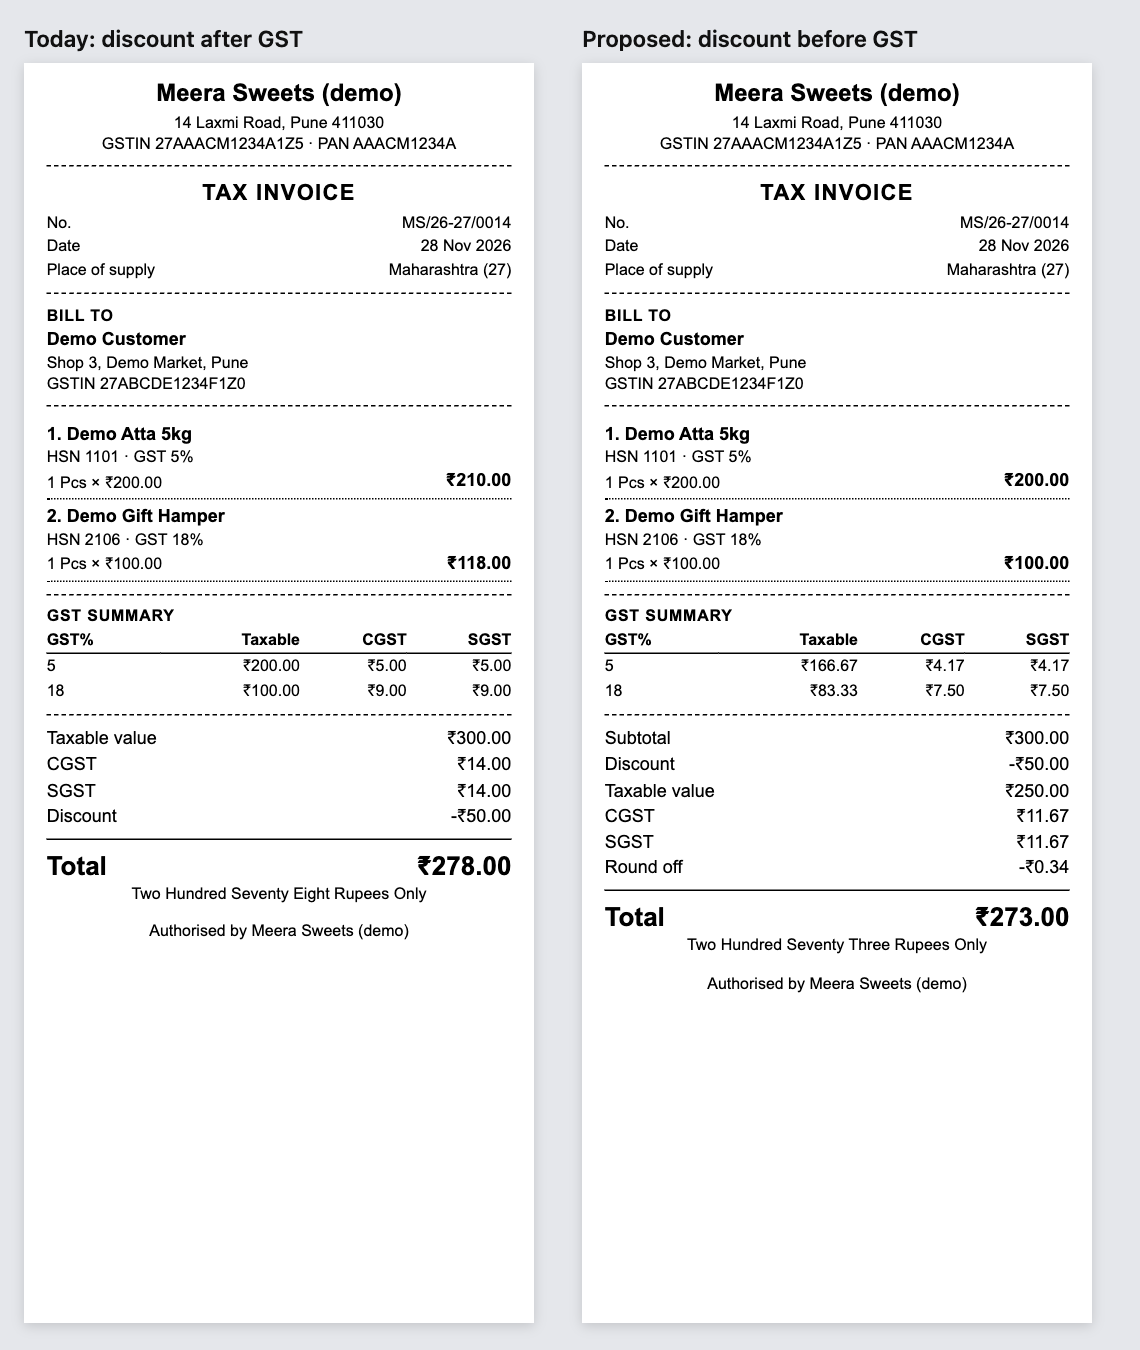 Today: discount after GST
Meera Sweets (demo)
14 Laxmi Road, Pune 411030
GSTIN 27AAACM1234A1Z5 · PAN AAACM1234A
TAX INVOICE
No. MS/26-27/0014
Date 28 Nov 2026
Place of supply Maharashtra (27)
BILL TO
Demo Customer
Shop 3, Demo Market, Pune
GSTIN 27ABCDE1234F1Z0
1. Demo Atta 5kg
HSN 1101 · GST 5%
1 Pcs × ₹200.00 ₹210.00
2. Demo Gift Hamper
HSN 2106 · GST 18%
1 Pcs × ₹100.00 ₹118.00
GST SUMMARY
GST% Taxable CGST SGST
5 ₹200.00 ₹5.00 ₹5.00
18 ₹100.00 ₹9.00 ₹9.00
Taxable value ₹300.00
CGST ₹14.00
SGST ₹14.00
Discount -₹50.00
Total ₹278.00
Two Hundred Seventy Eight Rupees Only
Authorised by Meera Sweets (demo)
Proposed: discount before GST
Meera Sweets (demo)
14 Laxmi Road, Pune 411030
GSTIN 27AAACM1234A1Z5 · PAN AAACM1234A
TAX INVOICE
No. MS/26-27/0014
Date 28 Nov 2026
Place of supply Maharashtra (27)
BILL TO
Demo Customer
Shop 3, Demo Market, Pune
GSTIN 27ABCDE1234F1Z0
1. Demo Atta 5kg
HSN 1101 · GST 5%
1 Pcs × ₹200.00 ₹200.00
2. Demo Gift Hamper
HSN 2106 · GST 18%
1 Pcs × ₹100.00 ₹100.00
GST SUMMARY
GST% Taxable CGST SGST
5 ₹166.67 ₹4.17 ₹4.17
18 ₹83.33 ₹7.50 ₹7.50
Subtotal ₹300.00
Discount -₹50.00
Taxable value ₹250.00
CGST ₹11.67
SGST ₹11.67
Round off -₹0.34
Total ₹273.00
Two Hundred Seventy Three Rupees Only
Authorised by Meera Sweets (demo)